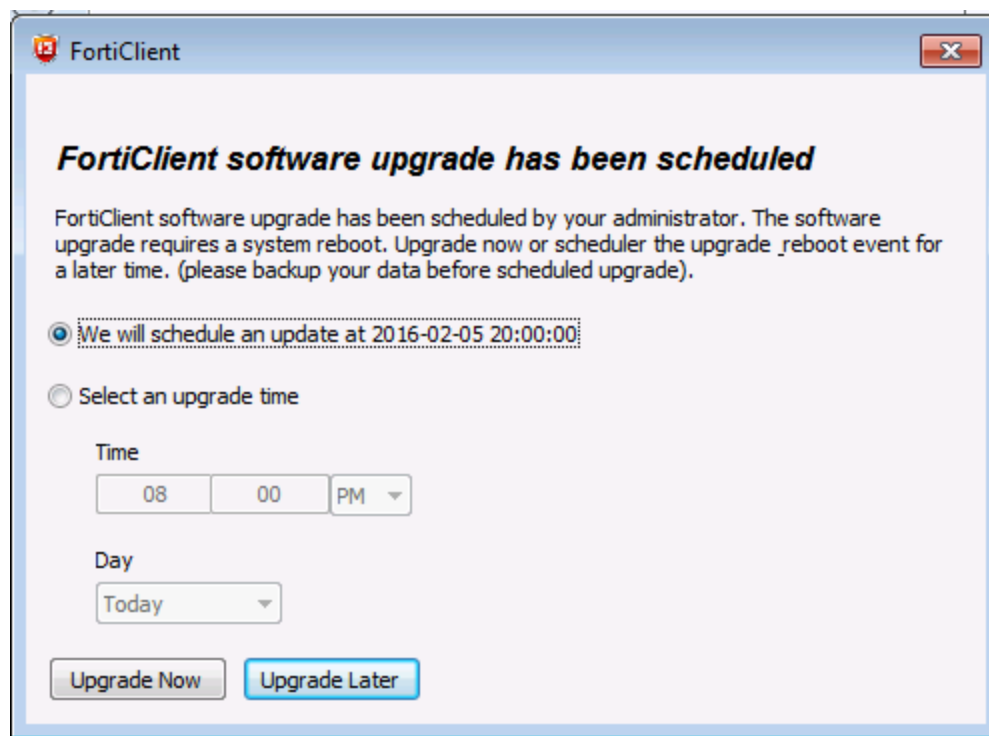 FortiClient
FortiClient software upgrade has been scheduled
FortiClient software upgrade has been scheduled by your administrator. The software
upgrade requires a system reboot. Upgrade now or scheduler the upgrade _reboot event for
a later time. (please backup your data before scheduled upgrade).
We will schedule an update at 2016-02-05 20:00:00
Select an upgrade time
Time
08 00 PM
Day
Today
Upgrade Now Upgrade Later